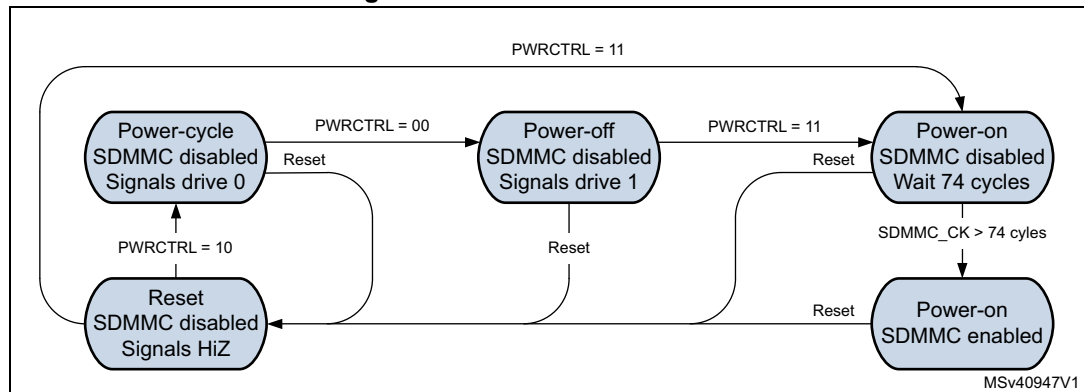 PWRCTRL = 11
Power-cycle
SDMMC disabled
Signals drive 0
PWRCTRL = 00
Reset
Power-off
SDMMC disabled
Signals drive 1
PWRCTRL = 11
Reset
Power-on
SDMMC disabled
Wait 74 cycles
PWRCTRL = 10
Reset
SDMMC_CK > 74 cyles
Reset
SDMMC disabled
Signals HiZ
Reset
Power-on
SDMMC enabled
MSv40947V1